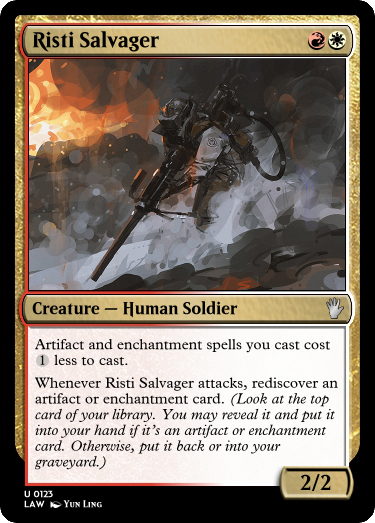 Risti Salvager
Creature — Human Soldier
Artifact and enchantment spells you cast cost
1 less to cast.
Whenever Risti Salvager attacks, rediscover an
artifact or enchantment card. (Look at the top
card of your library. You may reveal it and put it
into your hand if it's an artifact or enchantment
card. Otherwise, put it back or into your
graveyard.)
2/2
U 0123
LAW Yun Ling